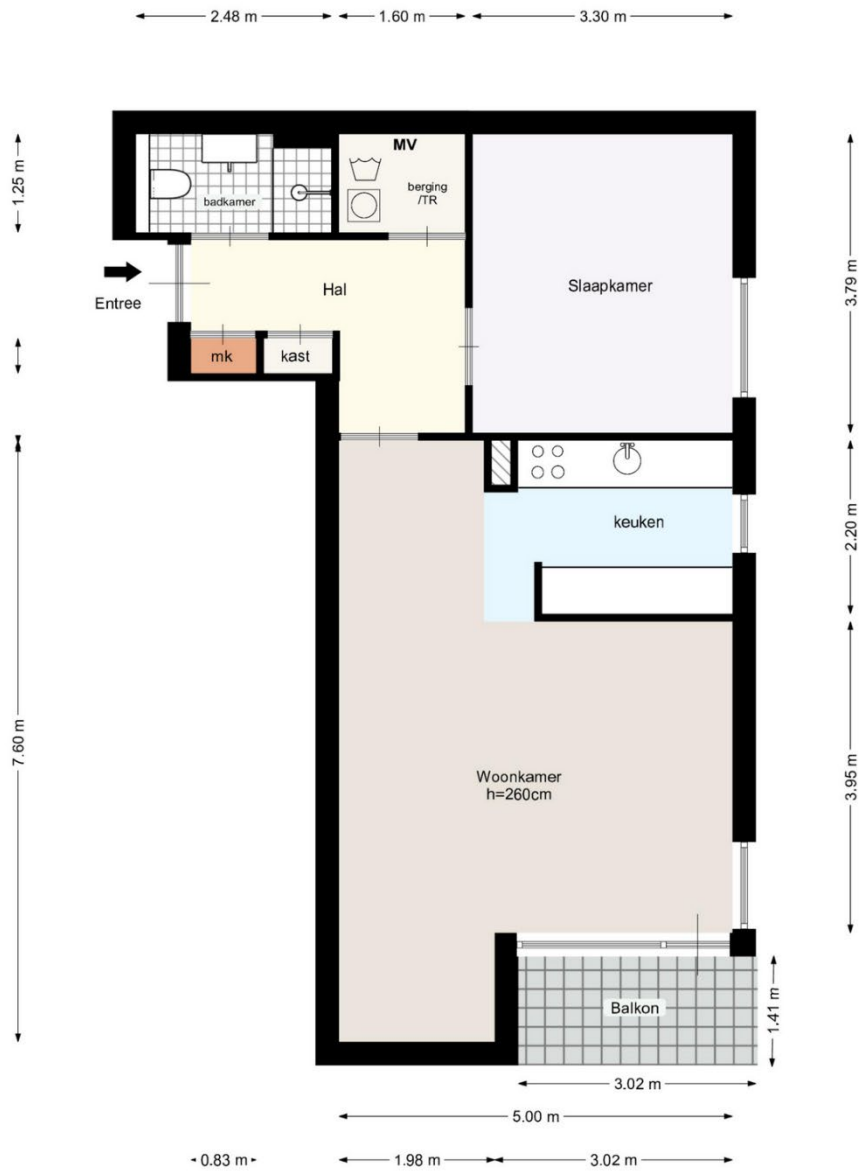 2.48 m
1.60 m
3.30 m
1.25 m
MV
berging
/TR
badkamer
Entree
Hal
Slaapkamer
3.79 m
mk
kast
keuken
2.20 m
7.60 m
Woonkamer
h=260cm
3.95 m
Balkon
1.41 m
3.02 m
5.00 m
0.83 m
1.98 m
3.02 m